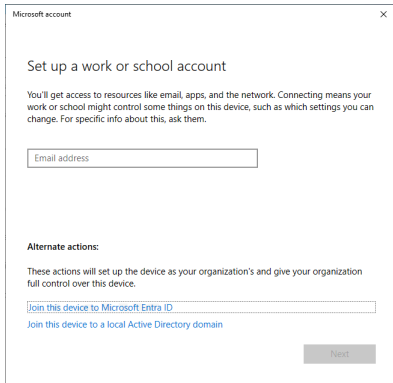 Microsoft account
Set up a work or school account
You'll get access to resources like email, apps, and the network. Connecting means your
work or school might control some things on this device, such as which settings you can
change. For specific info about this, ask them.
Email address
Alternate actions:
These actions will set up the device as your organization's and give your organization
full control over this device.
Join this device to Microsoft Entra ID
Join this device to a local Active Directory domain
Next